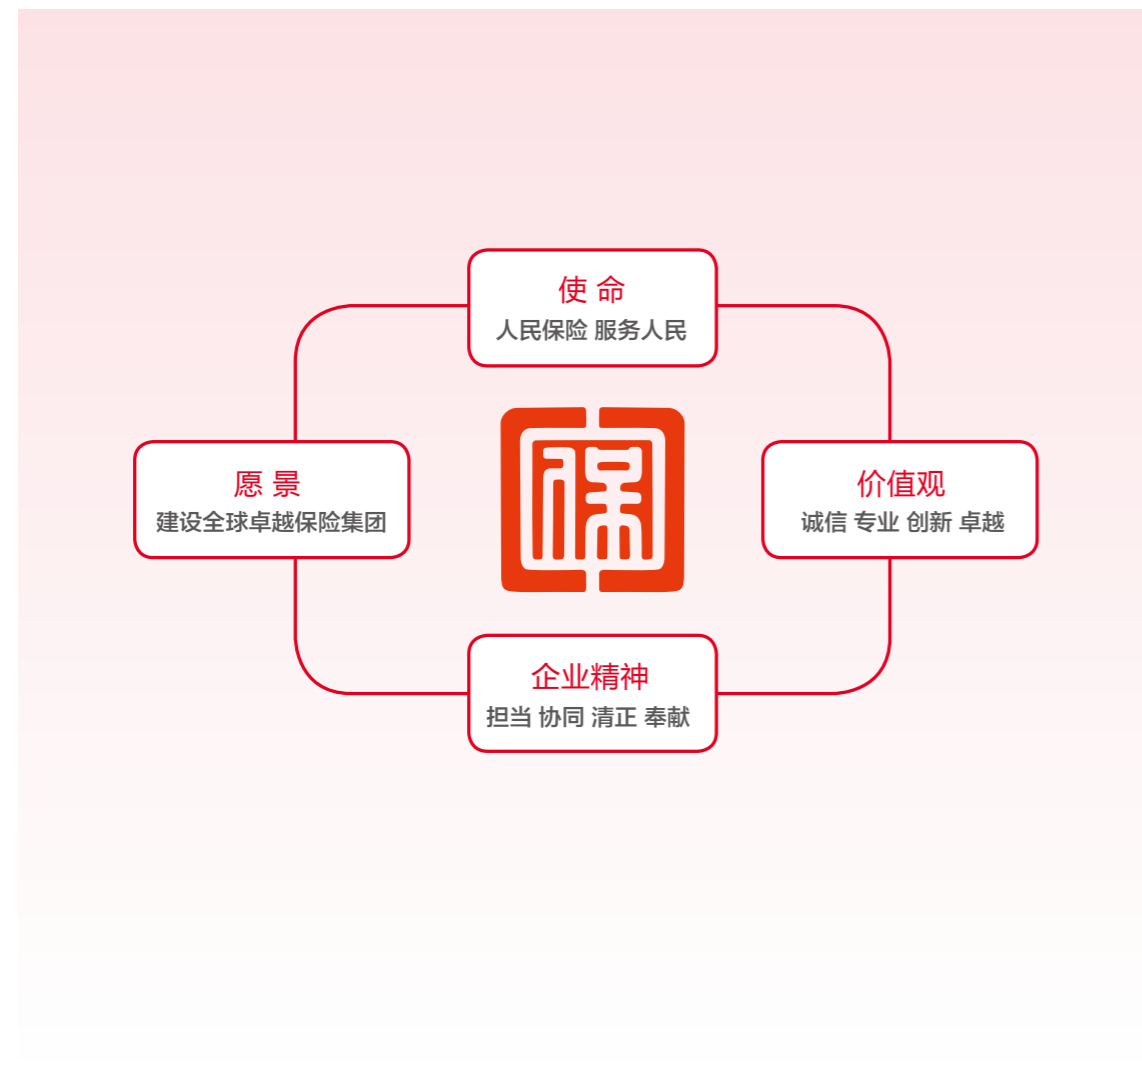 使 命
人民保险 服务人民
愿 景
建设全球卓越保险集团
保
价值观
诚信 专业 创新 卓越
企业精神
担当 协同 清正 奉献